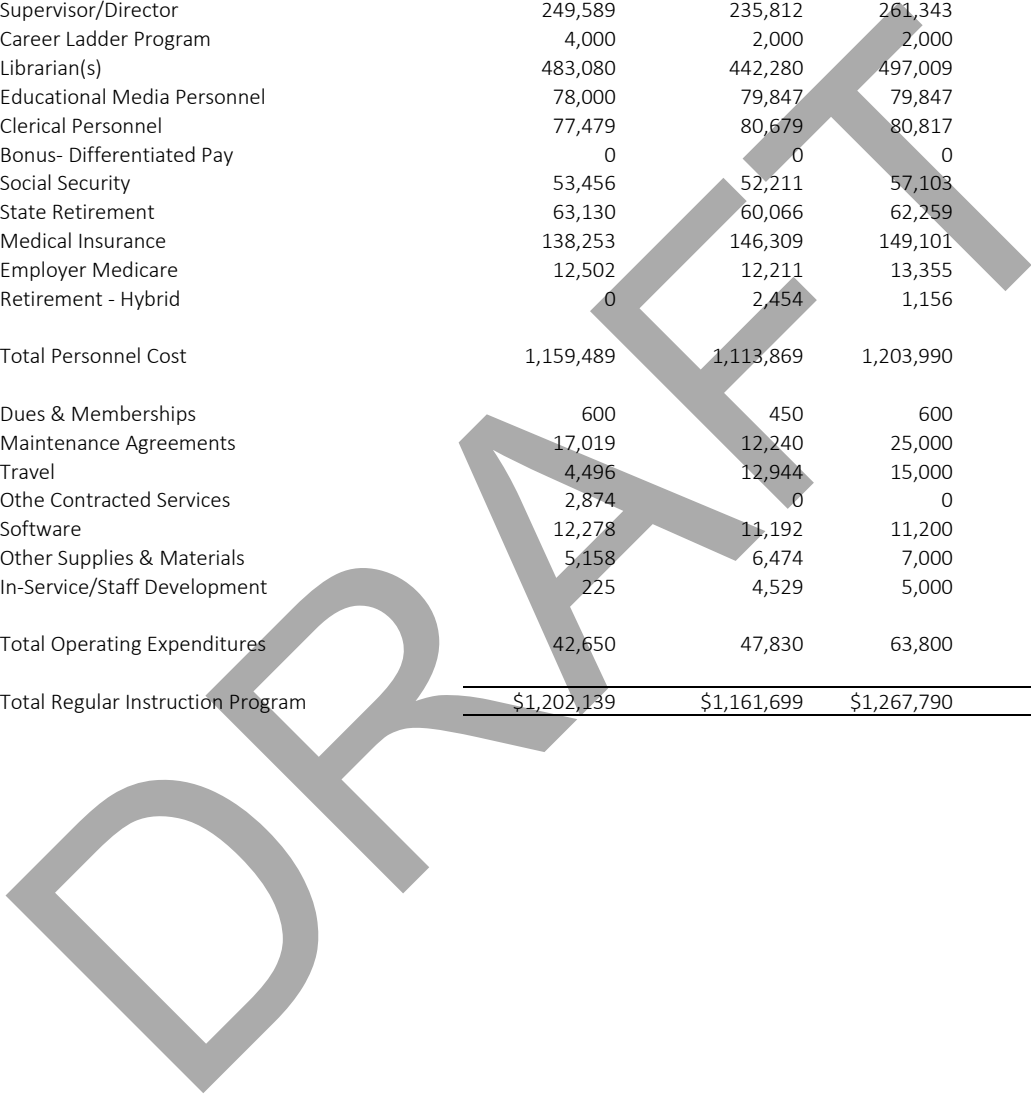 Supervisor/Director 249,589 235,812 261,343
Career Ladder Program 4,000 2,000 2,000
Librarian(s) 483,080 442,280 497,009
Educational Media Personnel 78,000 79,847 79,847
Clerical Personnel 77,479 80,679 80,817
Bonus- Differentiated Pay 0 0 0
Social Security 53,456 52,211 57,103
State Retirement 63,130 60,066 62,259
Medical Insurance 138,253 146,309 149,101
Employer Medicare 12,502 12,211 13,355
Retirement - Hybrid 0 2,454 1,156
Total Personnel Cost 1,159,489 1,113,869 1,203,990
Dues & Memberships 600 450 600
Maintenance Agreements 17,019 12,240 25,000
Travel 4,496 12,944 15,000
Othe Contracted Services 2,874 0 0
Software 12,278 11,192 11,200
Other Supplies & Materials 5,158 6,474 7,000
In-Service/Staff Development 225 4,529 5,000
Total Operating Expenditures 42,650 47,830 63,800
Total Regular Instruction Program $1,202,139 $1,161,699 $1,267,790
DRAFT